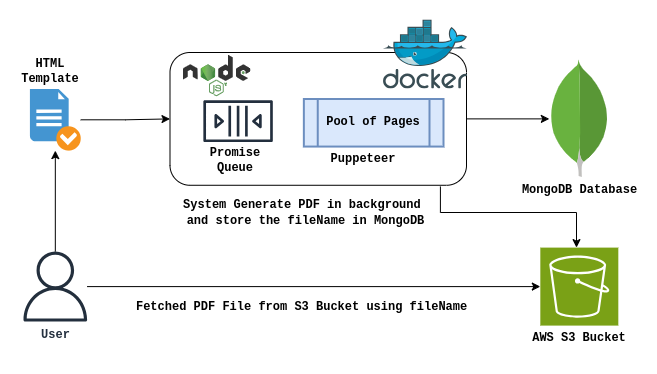 HTML
Template
node
JS
docker
Promise
Queue
Pool of Pages
Puppeteer
MongoDB Database
System Generate PDF in background
and store the fileName in MongoDB
Fetched PDF File from S3 Bucket using fileName
User
AWS S3 Bucket